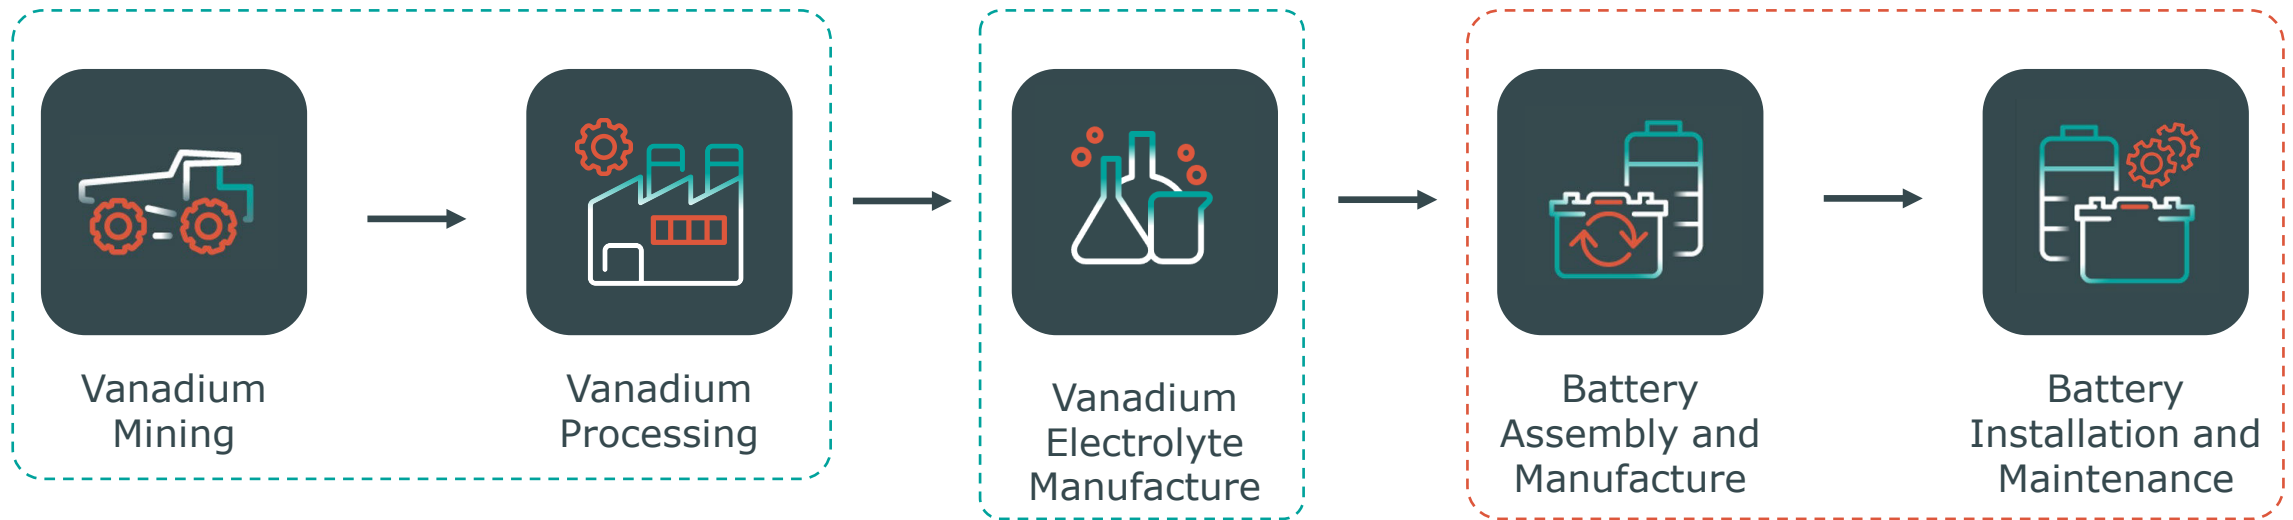 Vanadium
Mining
Vanadium
Processing
Vanadium
Electrolyte
Manufacture
Battery
Assembly and
Manufacture
Battery
Installation and
Maintenance